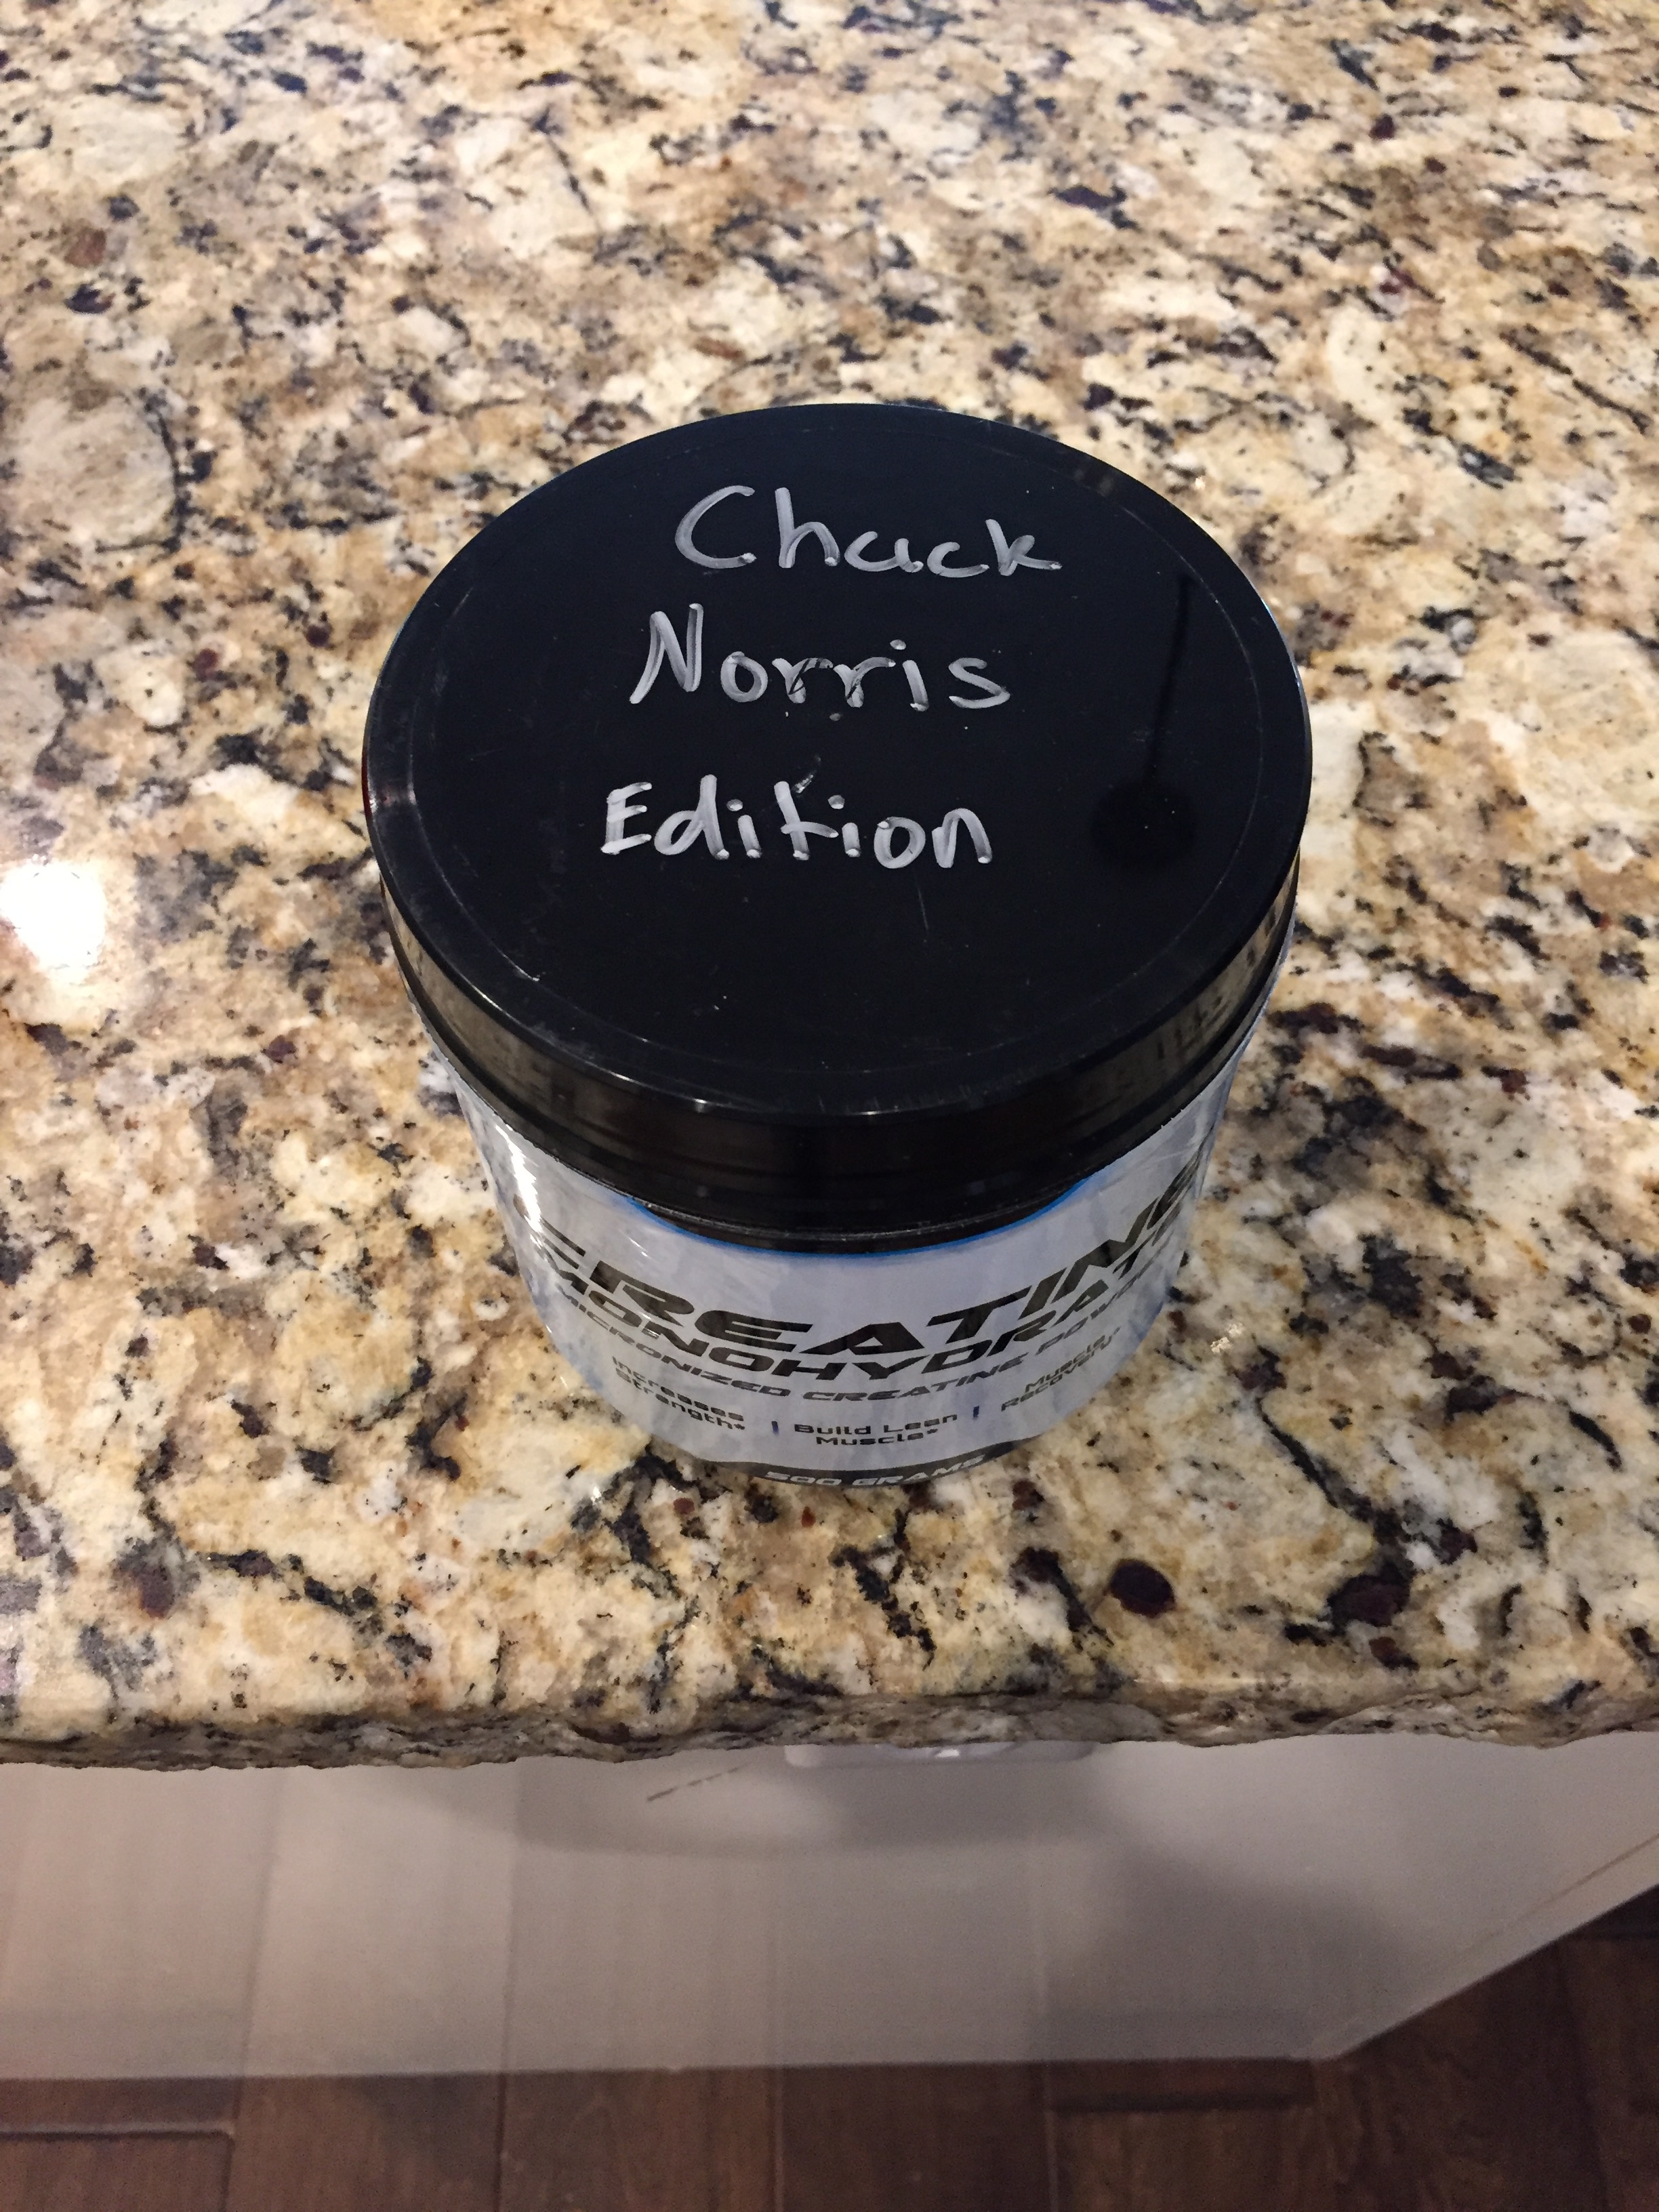 Chuck
Norris
Edition
CREATINE
MONOHYDRATE
MICRONIZED CREATINE POWDER
Increases
Strength*
| Build Lean |
Muscle*
Muscle
Recovery*
500 GRAMS